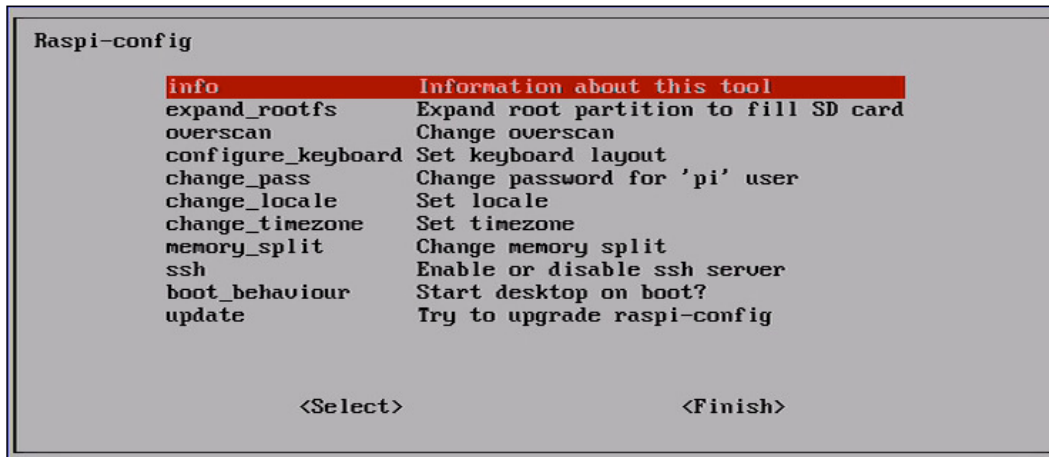 Raspi-config
info Information about this tool
expand_rootfs Expand root partition to fill SD card
overscan Change overscan
configure_keyboard Set keyboard layout
change_pass Change password for 'pi' user
change_locale Set locale
change_timezone Set timezone
memory_split Change memory split
ssh Enable or disable ssh server
boot_behaviour Start desktop on boot?
update Try to upgrade raspi-config
<Select> <Finish>